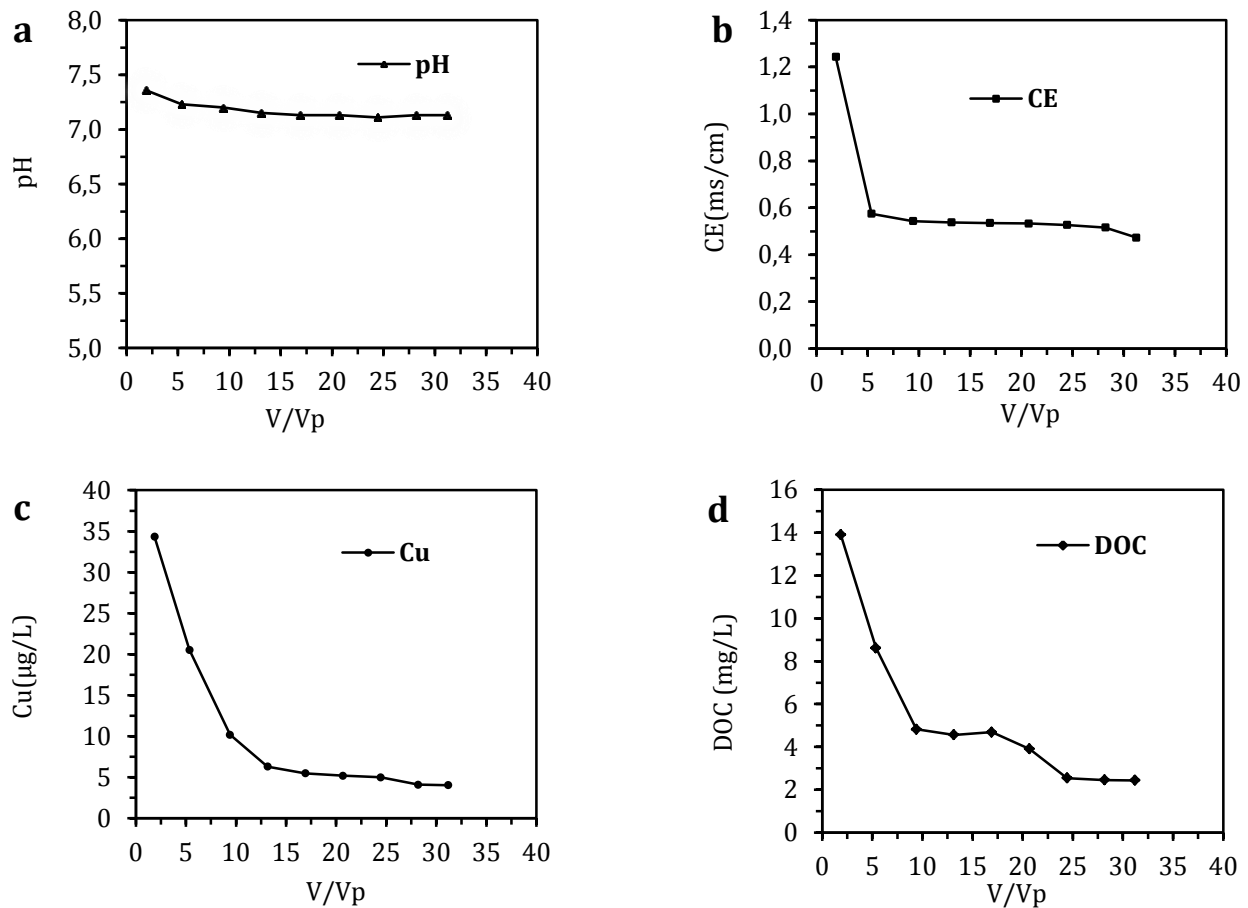 a
8,0
7,5
7,0
6,5
6,0
5,5
5,0
pH
pH
0 5 10 15 20 25 30 35 40
V/Vp
b
1,4
1,2
1,0
0,8
0,6
0,4
0,2
0,0
CE(ms/cm)
CE
0 5 10 15 20 25 30 35 40
V/Vp
c
40
35
30
25
20
15
10
5
0
Cu(µg/L)
Cu
0 5 10 15 20 25 30 35 40
V/Vp
d
16
14
12
10
8
6
4
2
0
DOC (mg/L)
DOC
0 5 10 15 20 25 30 35 40
V/Vp